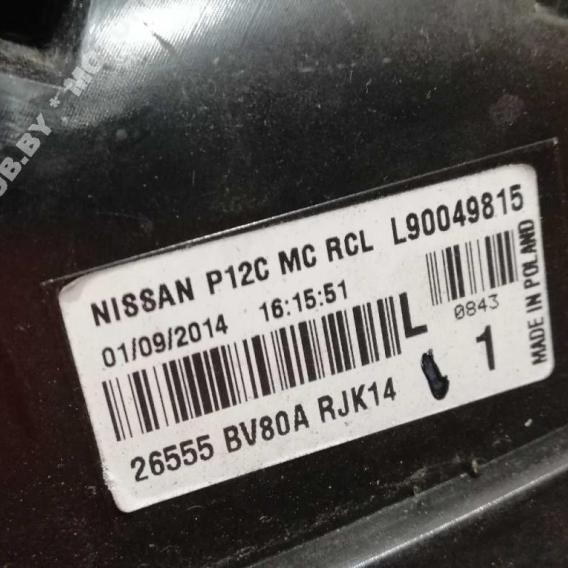 NISSAN P12C MC RCL L90049815
01/09/2014 16:15:51
L
0843
1
26555 BV80A RJK14
MADE IN POLAND